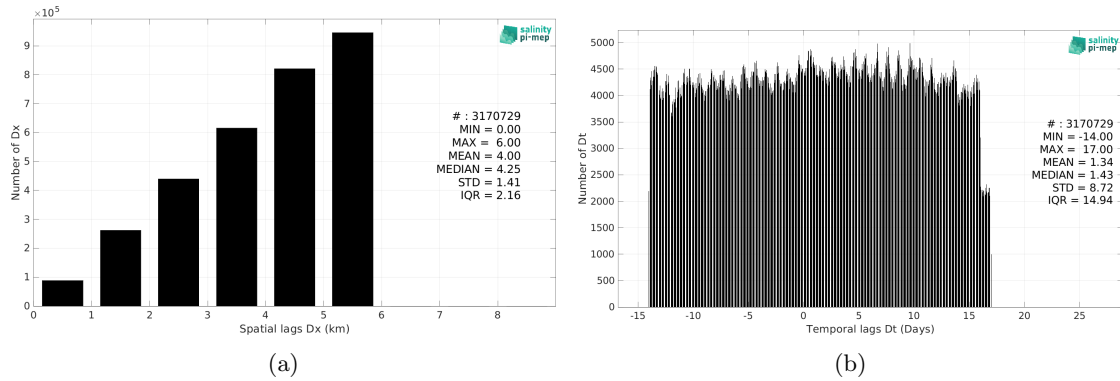 ×10⁵
9
8
7
6
5
4
3
2
1
0
Number of Dx
0 1 2 3 4 5 6 7 8
Spatial lags Dx (km)
salinity
pi-mep
# : 3170729
MIN = 0.00
MAX = 6.00
MEAN = 4.00
MEDIAN = 4.25
STD = 1.41
IQR = 2.16
(a)
5000
4500
4000
3500
3000
2500
2000
1500
1000
500
0
Number of Dt
-15 -10 -5 0 5 10 15 20 25
Temporal lags Dt (Days)
salinity
pi-mep
# : 3170729
MIN = -14.00
MAX = 17.00
MEAN = 1.34
MEDIAN = 1.43
STD = 8.72
IQR = 14.94
(b)